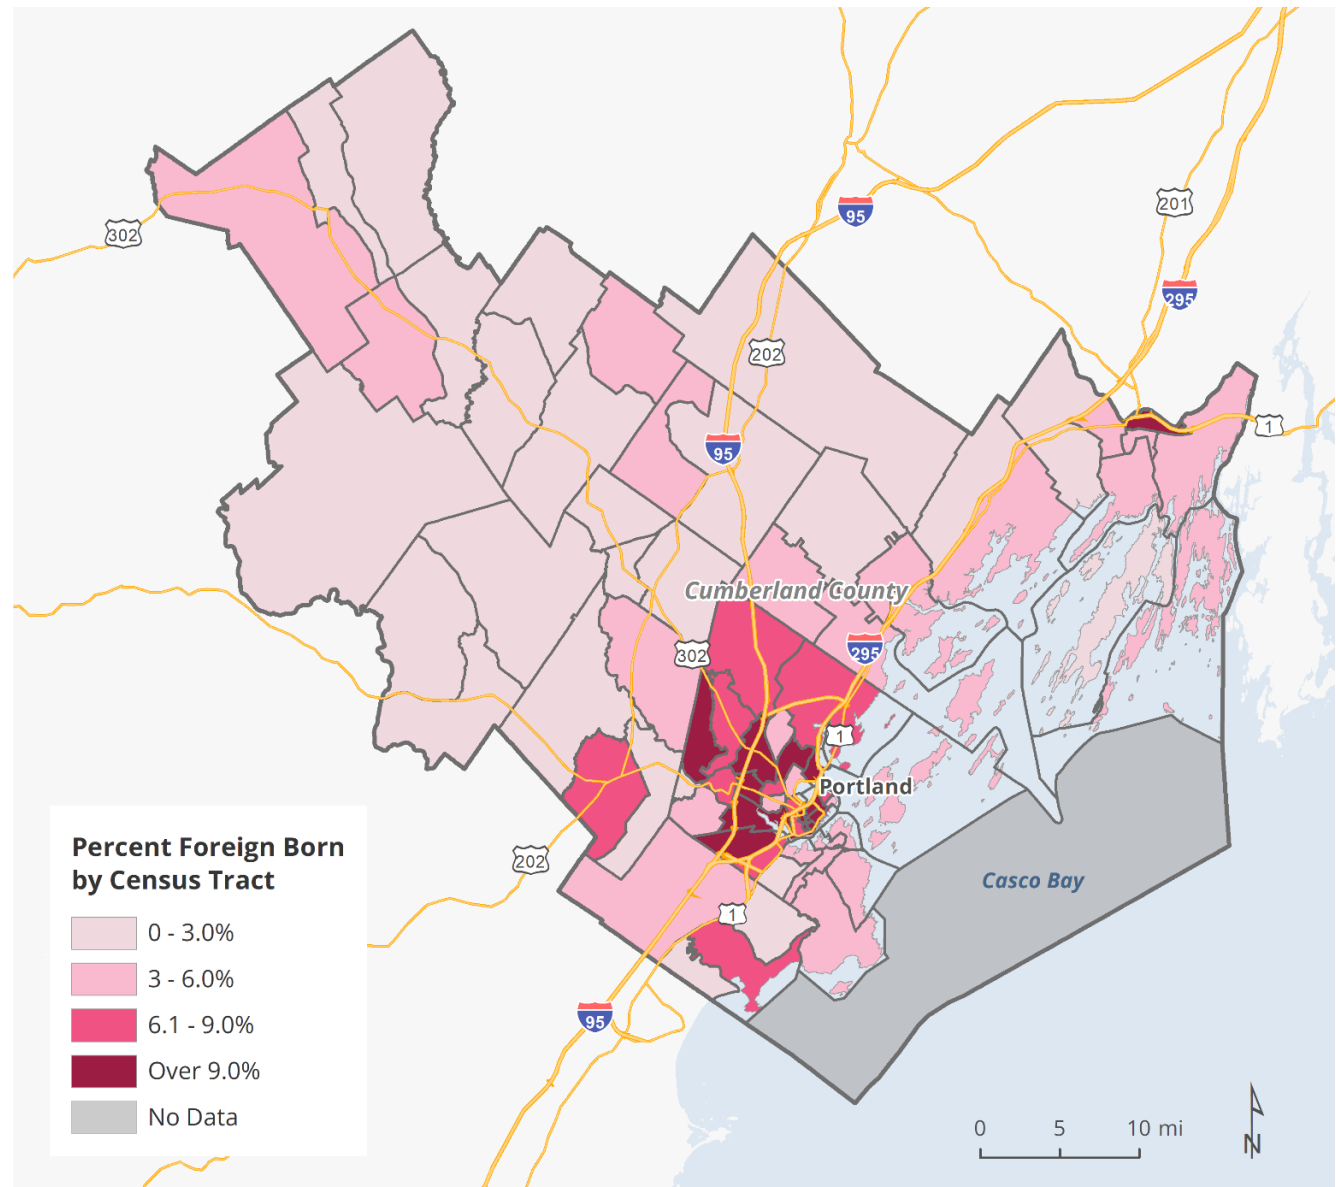 302
95
201
295
202
1
95
Cumberland County
302
295
1
Portland
202
1
Casco Bay
95
Percent Foreign Born
by Census Tract
0 - 3.0%
3 - 6.0%
6.1 - 9.0%
Over 9.0%
No Data
0 5 10 mi
N